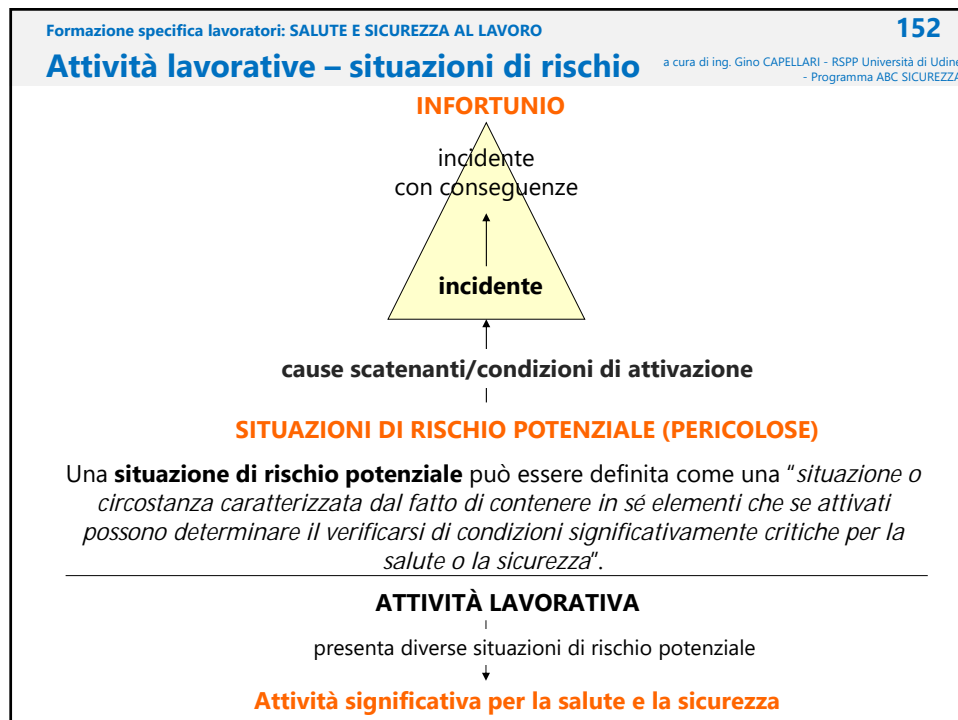 Formazione specifica lavoratori: SALUTE E SICUREZZA AL LAVORO
152
Attività lavorative – situazioni di rischio
a cura di ing. Gino CAPELLARI - RSPP Università di Udine
- Programma ABC SICUREZZA
INFORTUNIO
incidente
con conseguenze
incidente
cause scatenanti/condizioni di attivazione
SITUAZIONI DI RISCHIO POTENZIALE (PERICOLOSE)
Una situazione di rischio potenziale può essere definita come una "situazione o
circostanza caratterizzata dal fatto di contenere in sé elementi che se attivati
possono determinare il verificarsi di condizioni significativamente critiche per la
salute o la sicurezza".
ATTIVITÀ LAVORATIVA
presenta diverse situazioni di rischio potenziale
Attività significativa per la salute e la sicurezza